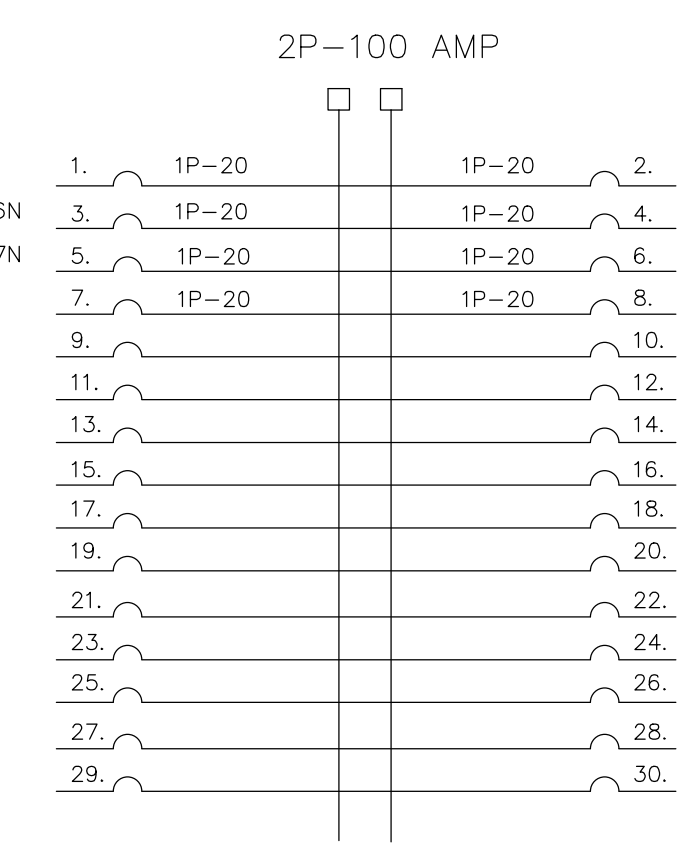 2P-100 AMP
1. 1P-20 1P-20 2.
6N 3. 1P-20 1P-20 4.
7N 5. 1P-20 1P-20 6.
7. 1P-20 1P-20 8.
9. 10.
11. 12.
13. 14.
15. 16.
17. 18.
19. 20.
21. 22.
23. 24.
25. 26.
27. 28.
29. 30.